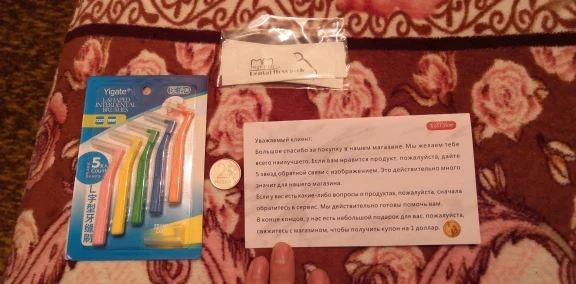 Yigate®
L-SHAPED
INTERDENTAL
BRUSHES
5
Count
L字型牙缝刷
Dental floss pick
Уважаемый клиент:
Большое спасибо за покупку в нашем магазине. Мы желаем тебе
всего наилучшего. Если вам нравится продукт, пожалуйста, дайте
5 звезд обратной связи с изображением. Это действительно много
значит для нашего магазина.
Если у вас есть какие-либо вопросы о продуктах, пожалуйста, сначала
обратитесь в сервис. Мы действительно готовы помочь вам.
В конце концов, у нас есть небольшой подарок для вас, пожалуйста,
свяжитесь с магазином, чтобы получить купон на 1 доллар.